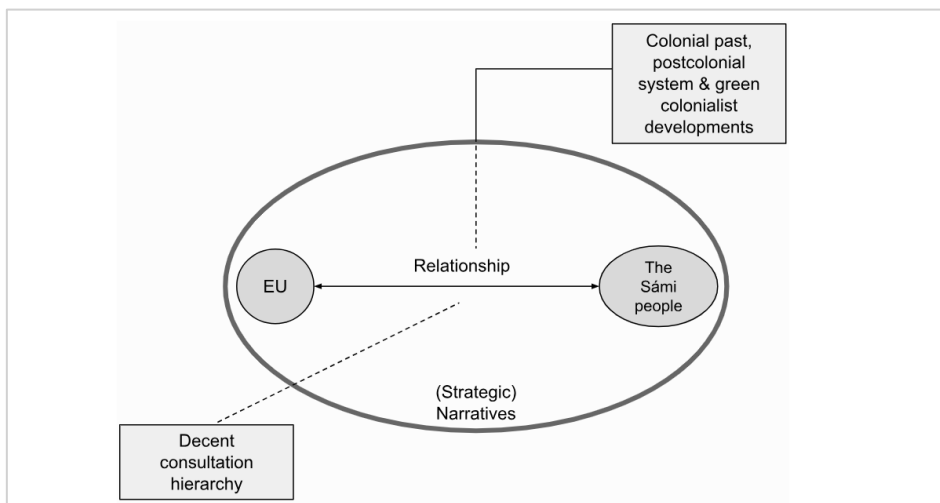 Colonial past,
postcolonial
system & green
colonialist
developments
Relationship
EU
The
Sámi
people
(Strategic)
Narratives
Decent
consultation
hierarchy